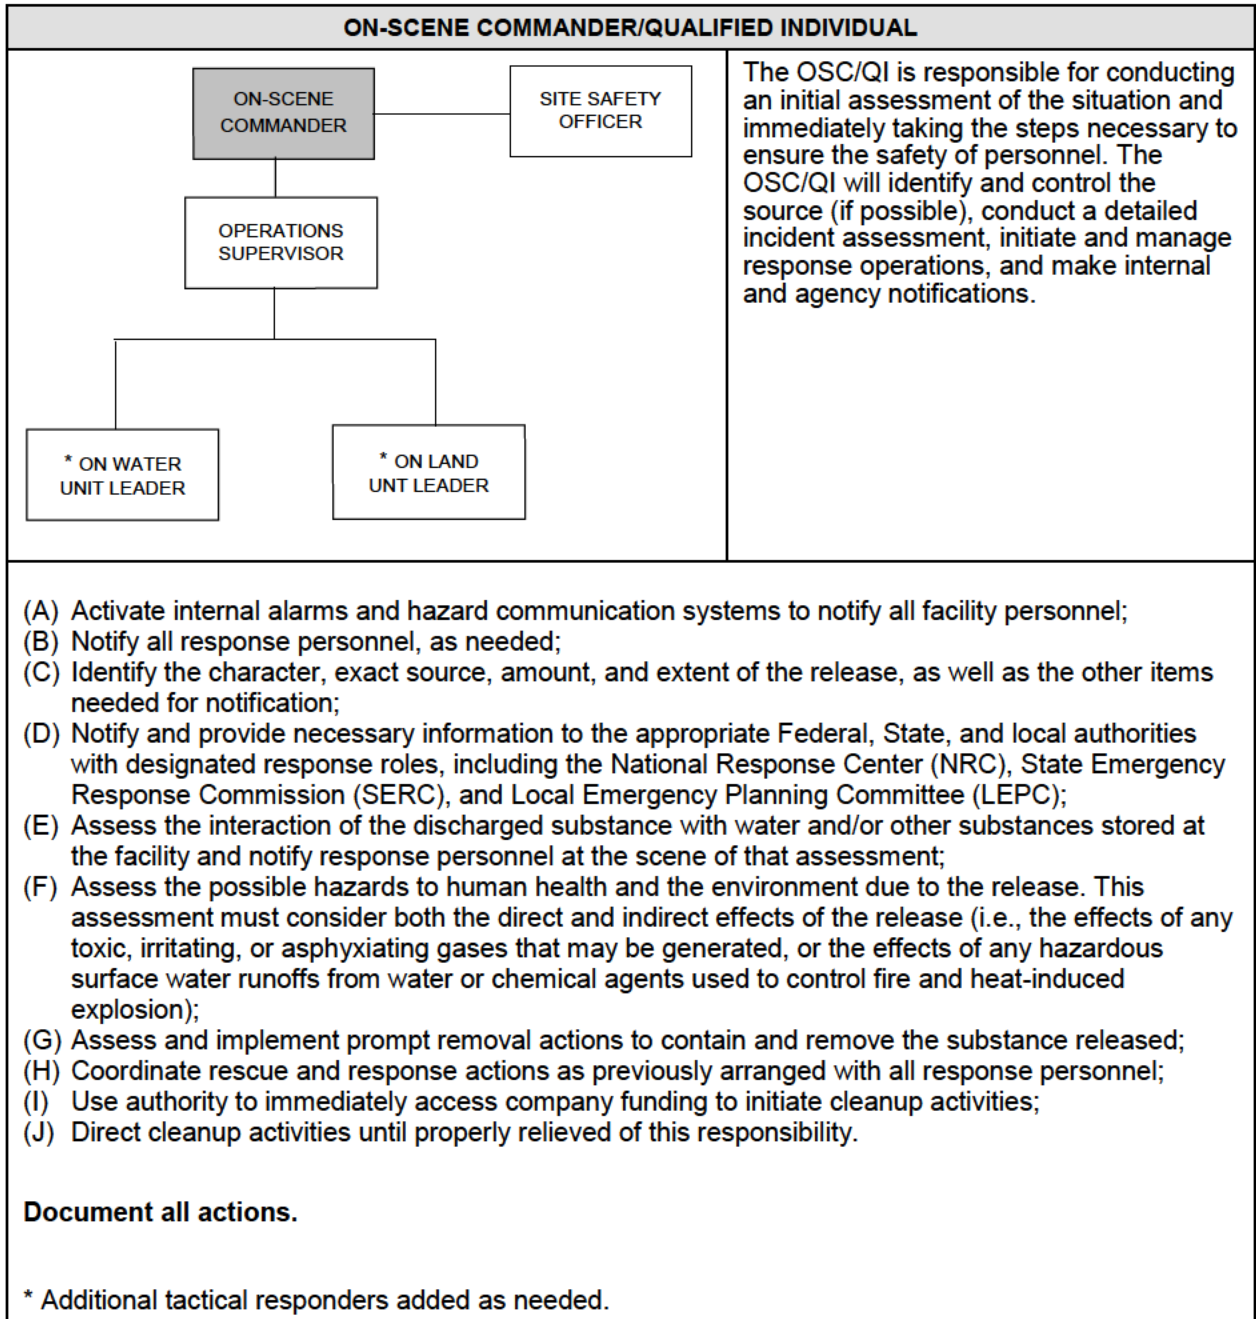 ON-SCENE COMMANDER/QUALIFIED INDIVIDUAL
ON-SCENE
COMMANDER
SITE SAFETY
OFFICER
OPERATIONS
SUPERVISOR
* ON WATER
UNIT LEADER
* ON LAND
UNT LEADER
The OSC/QI is responsible for conducting
an initial assessment of the situation and
immediately taking the steps necessary to
ensure the safety of personnel. The
OSC/QI will identify and control the
source (if possible), conduct a detailed
incident assessment, initiate and manage
response operations, and make internal
and agency notifications.
(A) Activate internal alarms and hazard communication systems to notify all facility personnel;
(B) Notify all response personnel, as needed;
(C) Identify the character, exact source, amount, and extent of the release, as well as the other items
needed for notification;
(D) Notify and provide necessary information to the appropriate Federal, State, and local authorities
with designated response roles, including the National Response Center (NRC), State Emergency
Response Commission (SERC), and Local Emergency Planning Committee (LEPC);
(E) Assess the interaction of the discharged substance with water and/or other substances stored at
the facility and notify response personnel at the scene of that assessment;
(F) Assess the possible hazards to human health and the environment due to the release. This
assessment must consider both the direct and indirect effects of the release (i.e., the effects of any
toxic, irritating, or asphyxiating gases that may be generated, or the effects of any hazardous
surface water runoffs from water or chemical agents used to control fire and heat-induced
explosion);
(G) Assess and implement prompt removal actions to contain and remove the substance released;
(H) Coordinate rescue and response actions as previously arranged with all response personnel;
(I) Use authority to immediately access company funding to initiate cleanup activities;
(J) Direct cleanup activities until properly relieved of this responsibility.
Document all actions.
* Additional tactical responders added as needed.